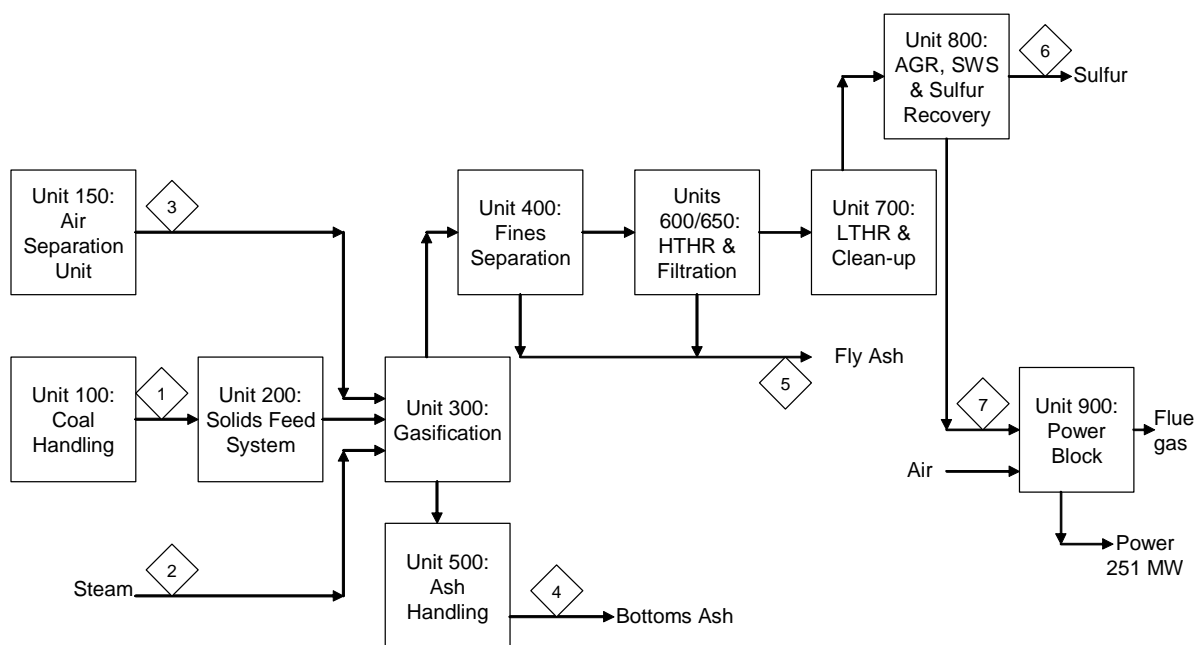 Unit 800:
AGR, SWS
& Sulfur
Recovery
6
Sulfur
Unit 150:
Air
Separation
Unit
3
Unit 400:
Fines
Separation
Units
600/650:
HTHR &
Filtration
Unit 700:
LTHR &
Clean-up
Unit 100:
Coal
Handling
1
Unit 200:
Solids Feed
System
Unit 300:
Gasification
Fly Ash
5
7
Unit 900:
Power
Block
Flue
gas
Air
Steam
2
Unit 500:
Ash
Handling
4
Bottoms Ash
Power
251 MW